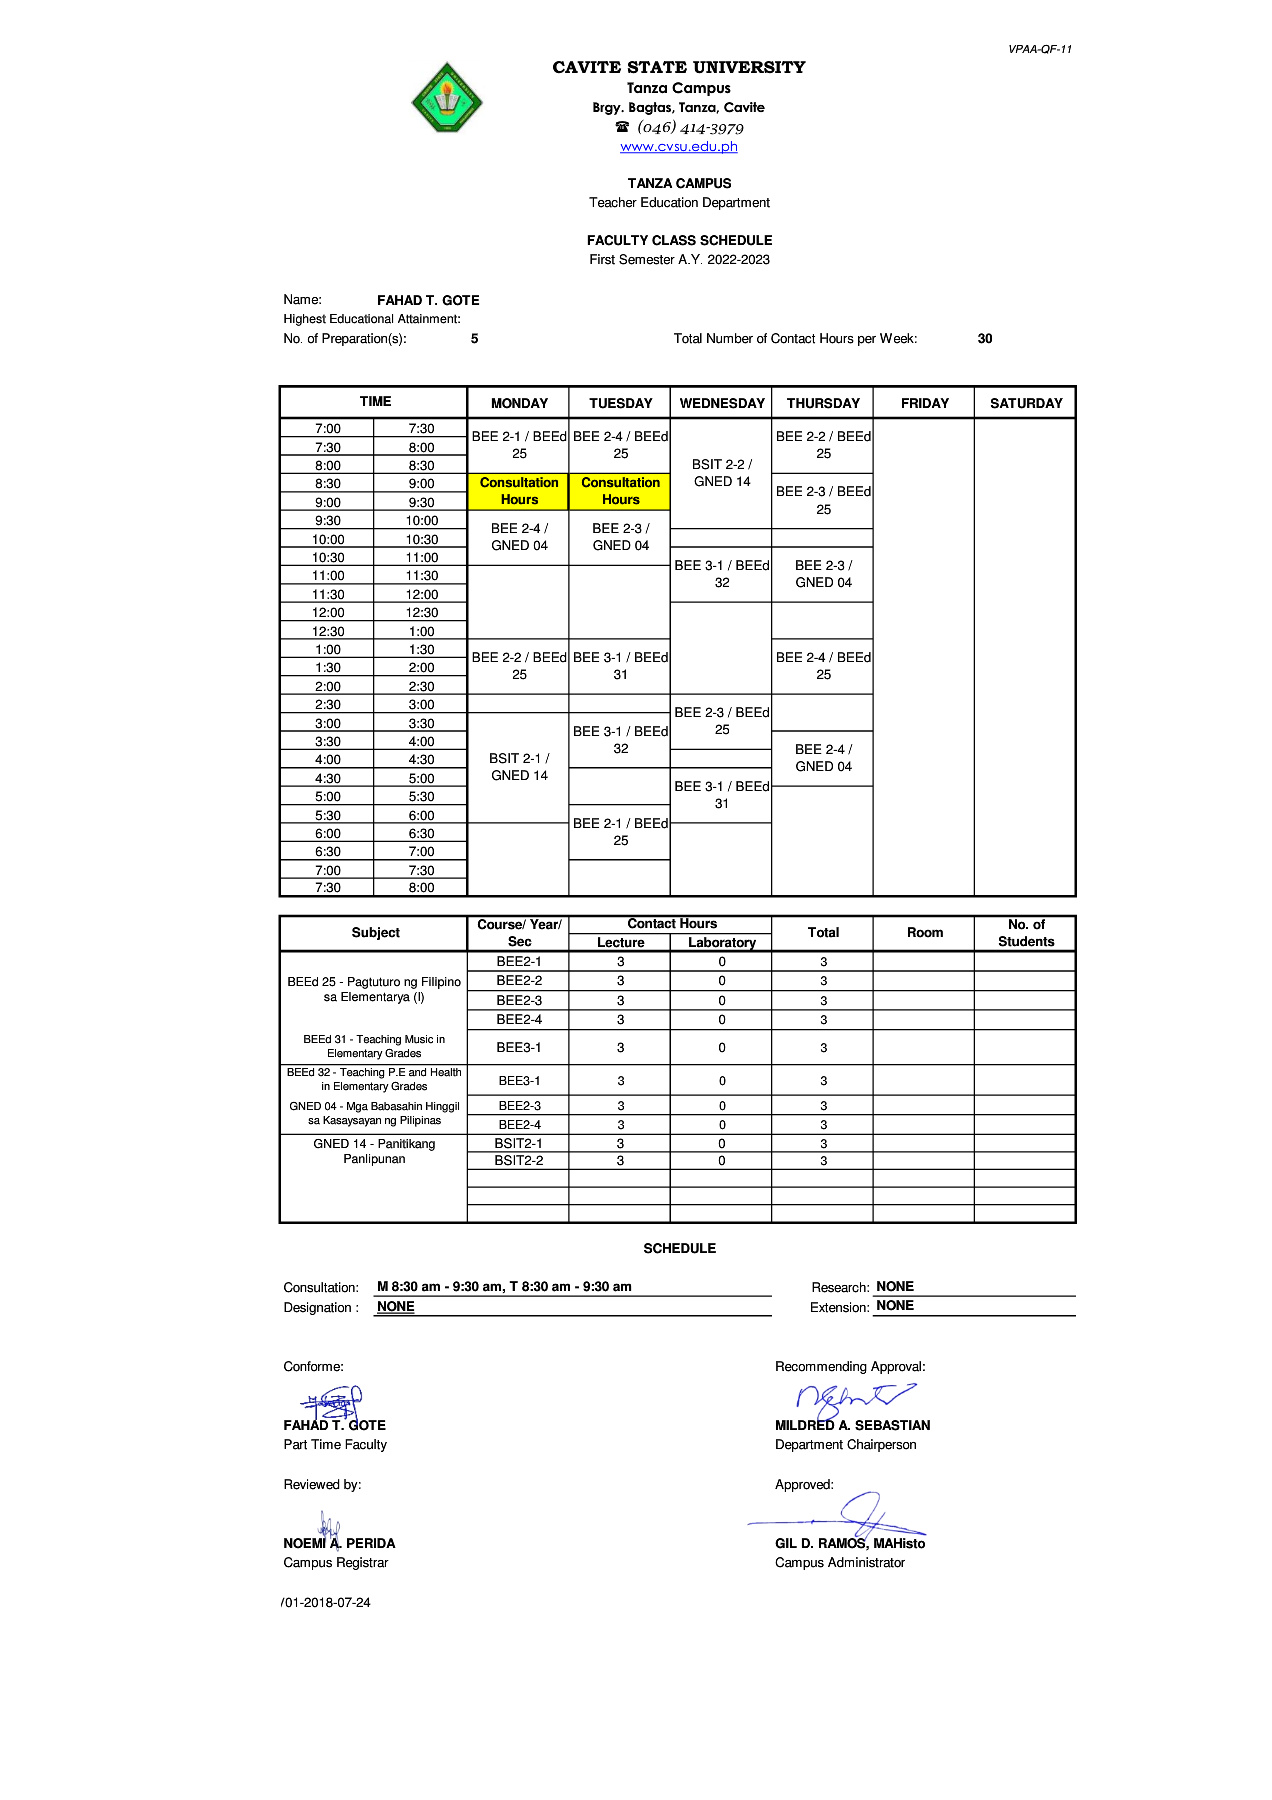 VPAA-QF-11
CAVITE STATE UNIVERSITY
Tanza Campus
Brgy. Bagtas, Tanza, Cavite
☎ (046) 414-3979
www.cvsu.edu.ph
TANZA CAMPUS
Teacher Education Department
FACULTY CLASS SCHEDULE
First Semester A.Y. 2022-2023
Name: FAHAD T. GOTE
Highest Educational Attainment:
No. of Preparation(s): 5 Total Number of Contact Hours per Week: 30
TIME MONDAY TUESDAY WEDNESDAY THURSDAY FRIDAY SATURDAY
7:00 7:30
7:30 8:00
8:00 8:30
8:30 9:00
9:00 9:30
9:30 10:00
10:00 10:30
10:30 11:00
11:00 11:30
11:30 12:00
12:00 12:30
12:30 1:00
1:00 1:30
1:30 2:00
2:00 2:30
2:30 3:00
3:00 3:30
3:30 4:00
4:00 4:30
4:30 5:00
5:00 5:30
5:30 6:00
6:00 6:30
6:30 7:00
7:00 7:30
7:30 8:00
BEE 2-1 / BEEd
25
Consultation
Hours
BEE 2-4 /
GNED 04
BEE 2-2 / BEEd
25
BSIT 2-1 /
GNED 14
BEE 2-4 / BEEd
25
Consultation
Hours
BEE 2-3 /
GNED 04
BEE 3-1 / BEEd
31
BEE 3-1 / BEEd
32
BEE 2-1 / BEEd
25
BSIT 2-2 /
GNED 14
BEE 3-1 / BEEd
32
BEE 2-3 / BEEd
25
BEE 3-1 / BEEd
31
BEE 2-2 / BEEd
25
BEE 2-3 / BEEd
25
BEE 2-3 /
GNED 04
BEE 2-4 / BEEd
25
BEE 2-4 /
GNED 04
Subject Course/ Year/ Sec Contact Hours Total Room No. of Students
Lecture Laboratory
BEEd 25 - Pagtuturo ng Filipino
sa Elementarya (I)
BEE2-1 3 0 3
BEE2-2 3 0 3
BEE2-3 3 0 3
BEE2-4 3 0 3
BEEd 31 - Teaching Music in
Elementary Grades
BEE3-1 3 0 3
BEEd 32 - Teaching P.E and Health
in Elementary Grades
BEE3-1 3 0 3
GNED 04 - Mga Babasahin Hinggil
sa Kasaysayan ng Pilipinas
BEE2-3 3 0 3
BEE2-4 3 0 3
GNED 14 - Panitikang
Panlipunan
BSIT2-1 3 0 3
BSIT2-2 3 0 3
SCHEDULE
Consultation: M 8:30 am - 9:30 am, T 8:30 am - 9:30 am Research: NONE
Designation : NONE Extension: NONE
Conforme: Recommending Approval:
FAHAD T. GOTE MILDRED A. SEBASTIAN
Part Time Faculty Department Chairperson
Reviewed by: Approved:
NOEMI A. PERIDA GIL D. RAMOS, MAHisto
Campus Registrar Campus Administrator
/01-2018-07-24